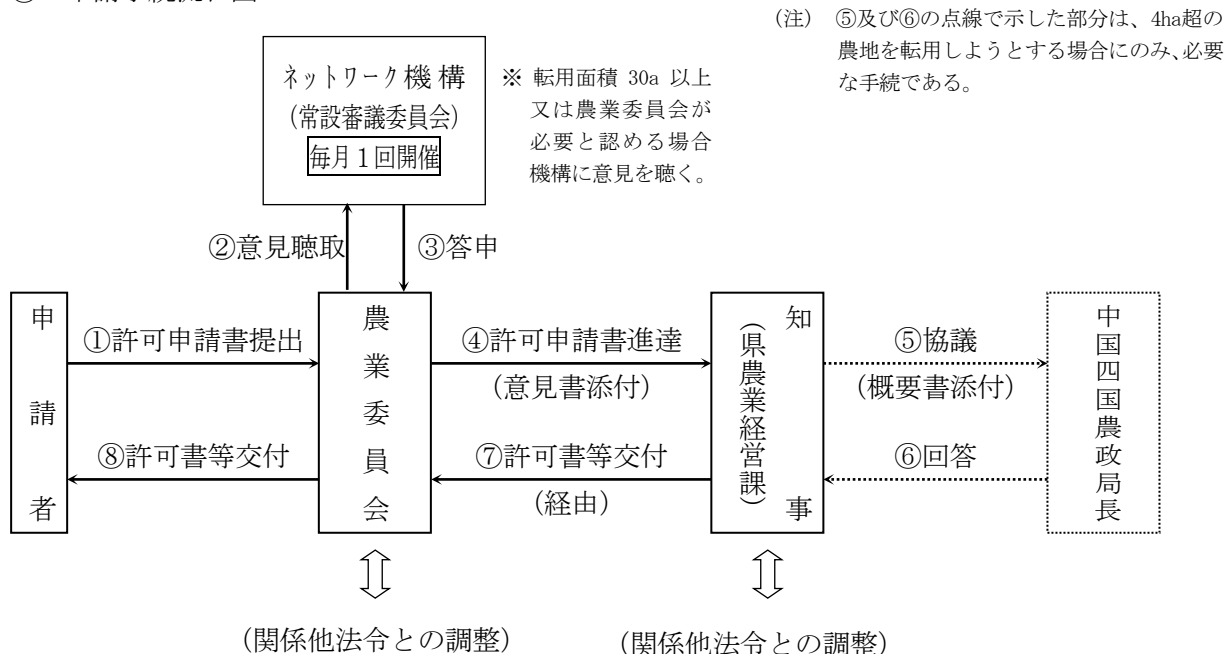 (注) ⑤及び⑥の点線で示した部分は、4ha超の
農地を転用しようとする場合にのみ、必要
な手続である。
ネットワーク機構
(常設審議委員会)
毎月1回開催
※ 転用面積 30a 以上
又は農業委員会が
必要と認める場合
機構に意見を聴く。
②意見聴取
③答申
申請者
①許可申請書提出
⑧許可書等交付
農業委員会
④許可申請書進達
(意見書添付)
⑦許可書等交付
(経由)
知事
(県農業経営課)
⑤協議
(概要書添付)
⑥回答
中国四国農政局長
(関係他法令との調整)
(関係他法令との調整)